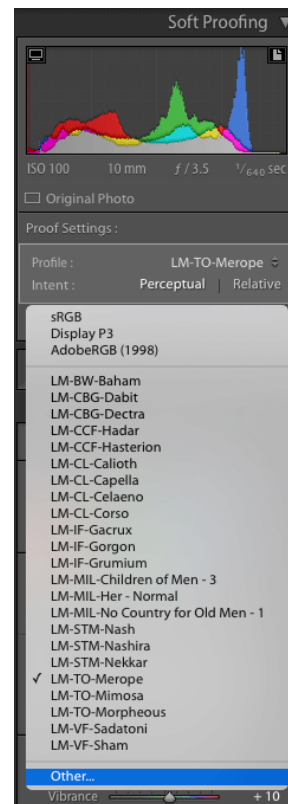 Soft Proofing
ISO 100 10 mm ƒ / 3.5 1/640 sec
Original Photo
Proof Settings :
Profile : LM-TO-Merope
Intent : Perceptual | Relative
sRGB
Display P3
AdobeRGB (1998)
LM-BW-Baham
LM-CBG-Dabit
LM-CBG-Dectra
LM-CCF-Hadar
LM-CCF-Hasterion
LM-CL-Calioth
LM-CL-Capella
LM-CL-Celaeno
LM-CL-Corso
LM-IF-Gacrux
LM-IF-Gorgon
LM-IF-Grumium
LM-MIL-Children of Men - 3
LM-MIL-Her - Normal
LM-MIL-No Country for Old Men - 1
LM-STM-Nash
LM-STM-Nashira
LM-STM-Nekkar
✓ LM-TO-Merope
LM-TO-Mimosa
LM-TO-Morpheous
LM-VF-Sadatoni
LM-VF-Sham
Other...
Vibrance + 10